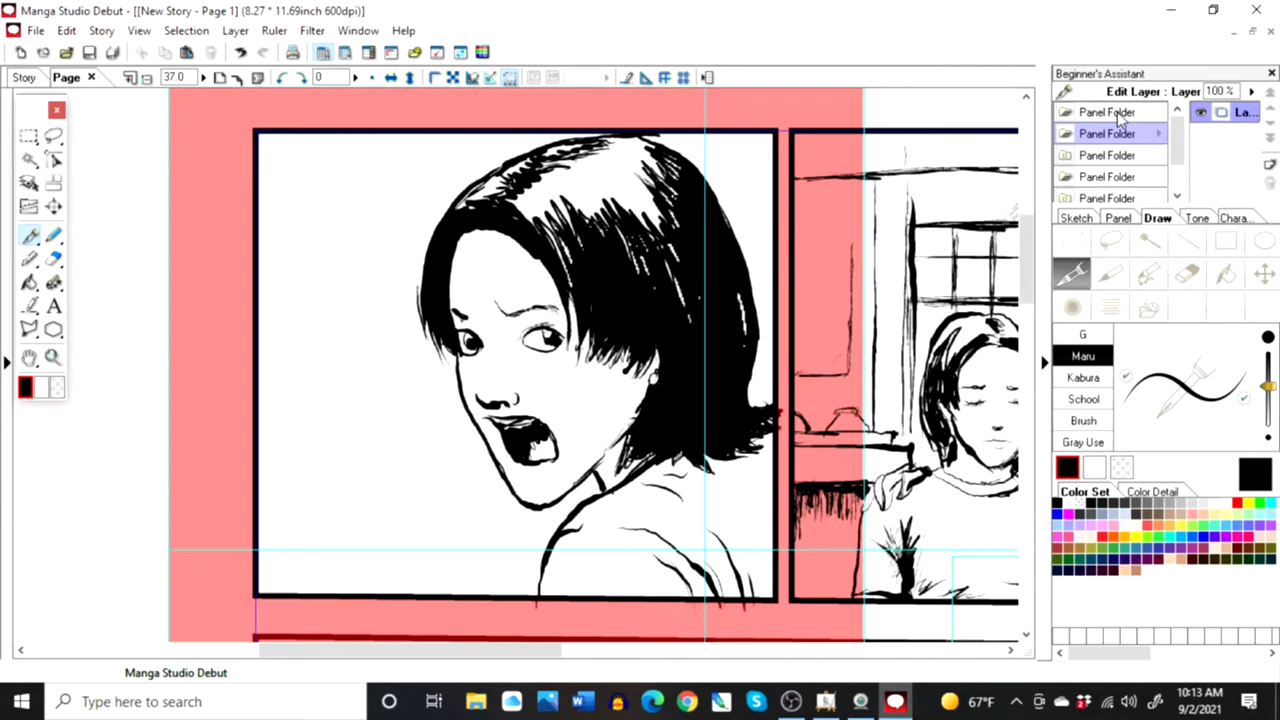 Manga Studio Debut - [[New Story - Page 1] (8.27 * 11.69inch 600dpi)]
File Edit Story View Selection Layer Ruler Filter Window Help
Story Page 37.0 0
Beginner's Assistant
Edit Layer : Layer 100 %
Panel Folder La...
Panel Folder
Panel Folder
Panel Folder
Panel Folder
Sketch Panel Draw Tone Chara...
G
Maru
Kabura
School
Brush
Gray Use
Color Set Color Detail
Manga Studio Debut
Type here to search
67°F
10:13 AM
9/2/2021